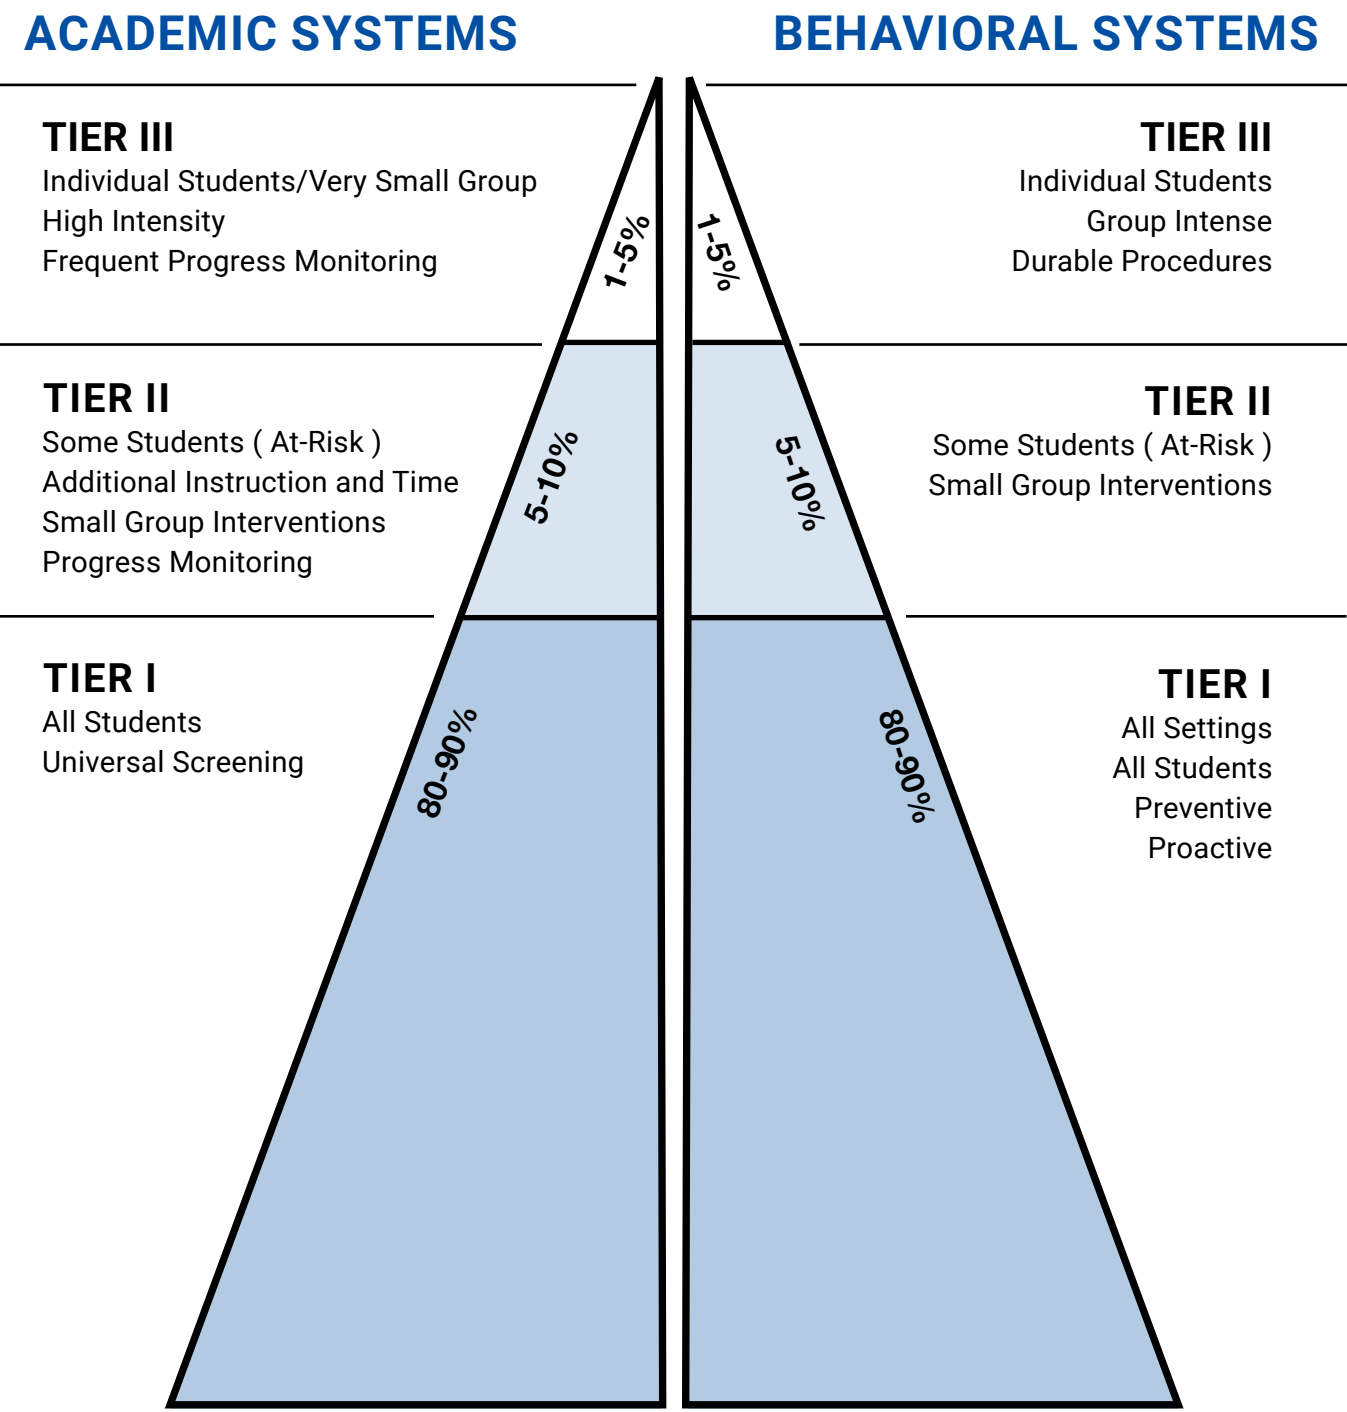 ACADEMIC SYSTEMS
BEHAVIORAL SYSTEMS
TIER III
Individual Students/Very Small Group
High Intensity
Frequent Progress Monitoring
1-5%
1-5%
TIER III
Individual Students
Group Intense
Durable Procedures
TIER II
Some Students ( At-Risk )
Additional Instruction and Time
Small Group Interventions
Progress Monitoring
5-10%
5-10%
TIER II
Some Students ( At-Risk )
Small Group Interventions
TIER I
All Students
Universal Screening
80-90%
80-90%
TIER I
All Settings
All Students
Preventive
Proactive